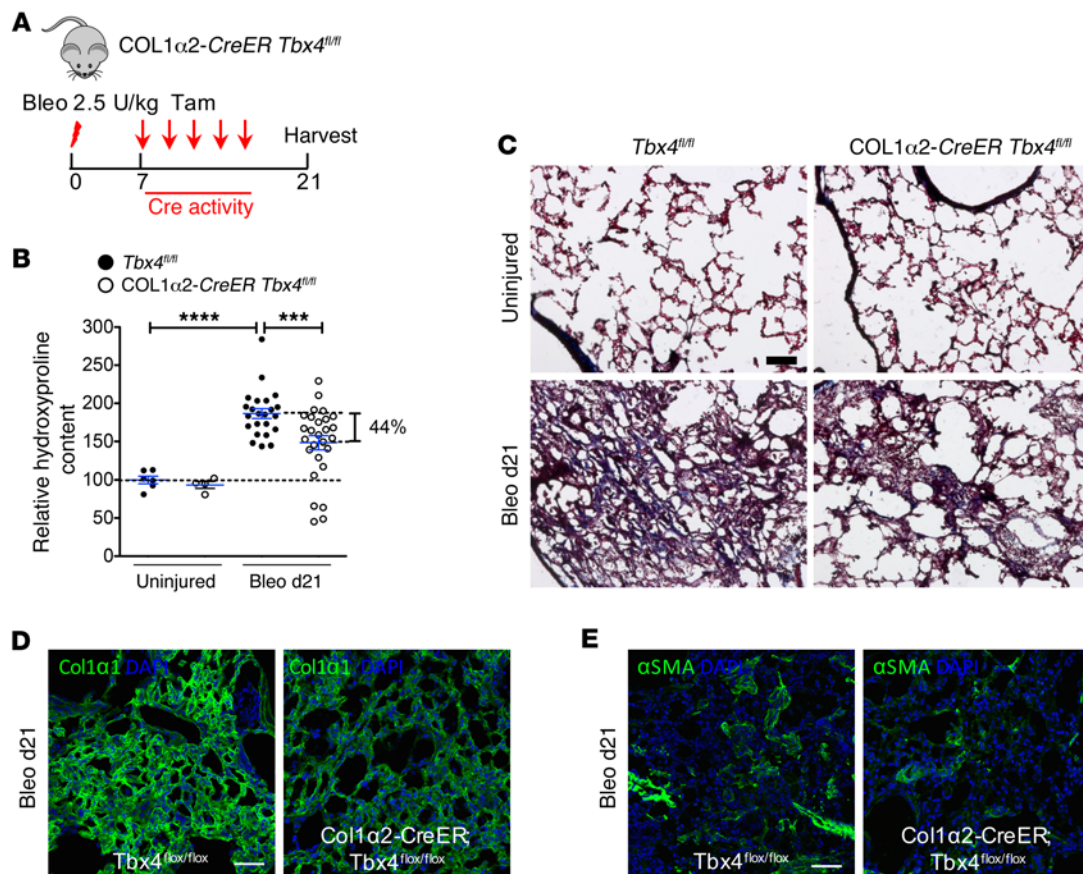 A
COL1α2-CreER Tbx4fl/fl
Bleo 2.5 U/kg Tam
Harvest
0 7 21
Cre activity
B
Tbx4fl/fl
COL1α2-CreER Tbx4fl/fl
**** ***
300
250
200
150
100
50
0
44%
Relative hydroxyproline
content
Uninjured Bleo d21
C
Tbx4fl/fl COL1α2-CreER Tbx4fl/fl
Uninjured
Bleo d21
D
Bleo d21
Col1α1 DAPI
Tbx4flox/flox
Col1α1 DAPI
Col1α2-CreER;
Tbx4flox/flox
E
Bleo d21
αSMA DAPI
Tbx4flox/flox
αSMA DAPI
Col1α2-CreER;
Tbx4flox/flox